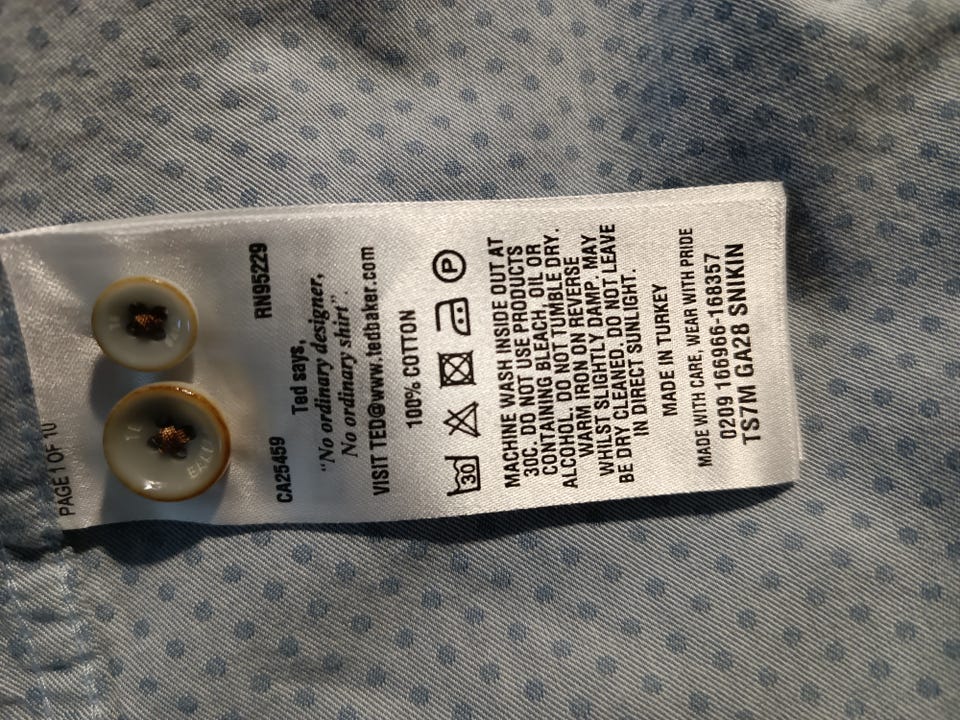 PAGE 1 OF 10
CA25459 RN95229
Ted says,
“No ordinary designer,
No ordinary shirt”.
VISIT TED@www.tedbaker.com
100% COTTON
30 P
MACHINE WASH INSIDE OUT AT
30C. DO NOT USE PRODUCTS
CONTAINING BLEACH, OIL OR
ALCOHOL. DO NOT TUMBLE DRY.
WARM IRON ON REVERSE
WHILST SLIGHTLY DAMP. MAY
BE DRY CLEANED. DO NOT LEAVE
IN DIRECT SUNLIGHT.
MADE IN TURKEY
MADE WITH CARE, WEAR WITH PRIDE
0209 166966-168357
TS7M GA28 SNIKIN